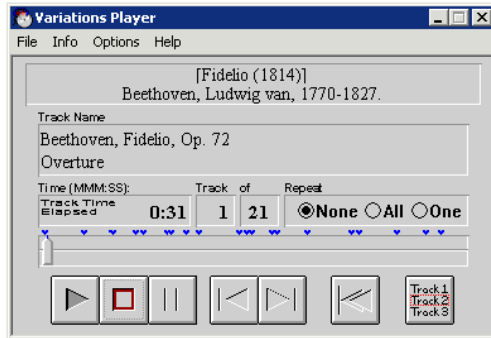 Variations Player
File Info Options Help
[Fidelio (1814)]
Beethoven, Ludwig van, 1770-1827.
Track Name
Beethoven, Fidelio, Op. 72
Overture
Time (MMM:SS): Track of Repeat
Track Time
Elapsed 0:31 1 21 None All One
Track 1
Track 2
Track 3